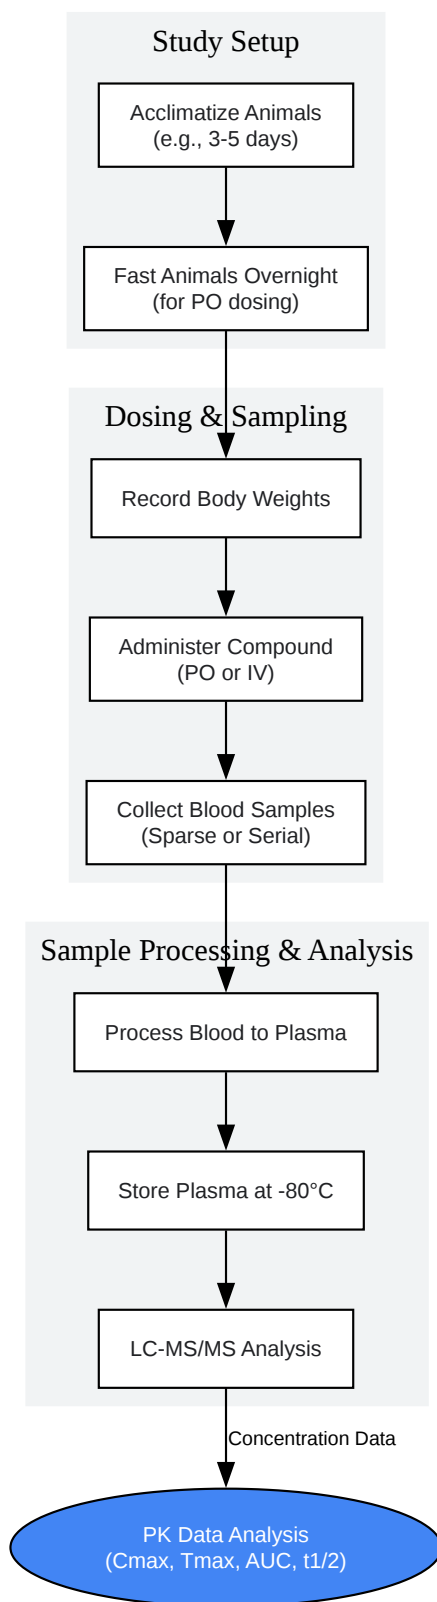 Study Setup
Acclimatize Animals
(e.g., 3-5 days)
Fast Animals Overnight
(for PO dosing)
Dosing & Sampling
Record Body Weights
Administer Compound
(PO or IV)
Collect Blood Samples
(Sparse or Serial)
Sample Processing & Analysis
Process Blood to Plasma
Store Plasma at -80°C
LC-MS/MS Analysis
Concentration Data
PK Data Analysis
(Cmax, Tmax, AUC, t1/2)